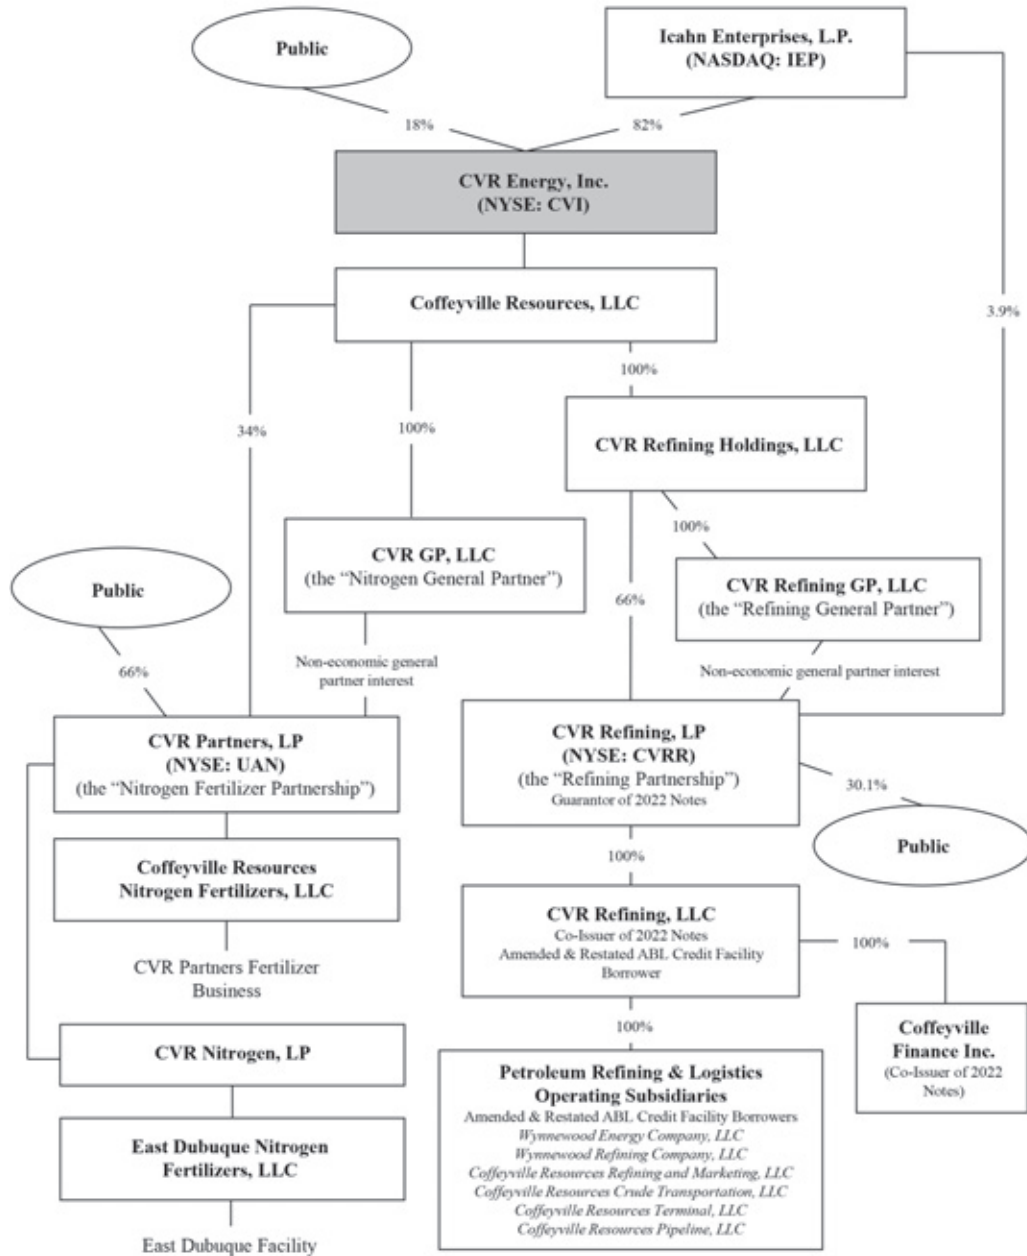 Public
Icahn Enterprises, L.P.
(NASDAQ: IEP)
18%
82%
CVR Energy, Inc.
(NYSE: CVI)
Coffeyville Resources, LLC
3.9%
100%
34%
100%
CVR Refining Holdings, LLC
100%
CVR GP, LLC
(the “Nitrogen General Partner”)
Public
CVR Refining GP, LLC
(the “Refining General Partner”)
66%
Non-economic general
partner interest
66%
Non-economic general partner interest
CVR Partners, LP
(NYSE: UAN)
(the “Nitrogen Fertilizer Partnership”)
CVR Refining, LP
(NYSE: CVRR)
(the “Refining Partnership”)
Guarantor of 2022 Notes
30.1%
Public
100%
Coffeyville Resources
Nitrogen Fertilizers, LLC
CVR Refining, LLC
Co-Issuer of 2022 Notes
Amended & Restated ABL Credit Facility
Borrower
100%
CVR Partners Fertilizer
Business
100%
Coffeyville
Finance Inc.
(Co-Issuer of 2022
Notes)
CVR Nitrogen, LP
Petroleum Refining & Logistics
Operating Subsidiaries
Amended & Restated ABL Credit Facility Borrowers
Wynnewood Energy Company, LLC
Wynnewood Refining Company, LLC
Coffeyville Resources Refining and Marketing, LLC
Coffeyville Resources Crude Transportation, LLC
Coffeyville Resources Terminal, LLC
Coffeyville Resources Pipeline, LLC
East Dubuque Nitrogen
Fertilizers, LLC
East Dubuque Facility